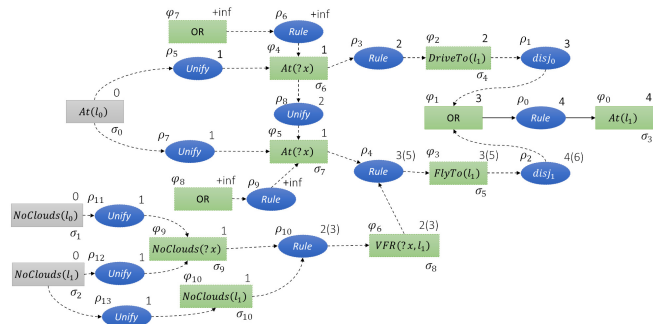 φ₇ OR +inf
ρ₆ Rule +inf
φ₄ At(?x) 1 σ₆
ρ₃ Rule 2
φ₂ DriveTo(l₁) 2 σ₄
ρ₁ disj₀ 3
ρ₅ Unify 1
At(l₀) 0 σ₀
ρ₈ Unify 2
φ₁ OR 3
ρ₀ Rule 4
φ₀ At(l₁) 4 σ₃
ρ₇ Unify 1
φ₅ At(?x) 1 σ₇
ρ₄ Rule 3(5)
φ₃ FlyTo(l₁) 3(5) σ₅
ρ₂ disj₁ 4(6)
φ₈ OR +inf
ρ₉ Rule +inf
NoClouds(l₀) 0 σ₁
ρ₁₁ Unify 1
φ₉ NoClouds(?x) 1 σ₉
ρ₁₀ Rule 2(3)
φ₆ VFR(?x, l₁) 2(3) σ₈
NoClouds(l₁) 0 σ₂
ρ₁₂ Unify 1
φ₁₀ NoClouds(l₁) 1 σ₁₀
ρ₁₃ Unify 1